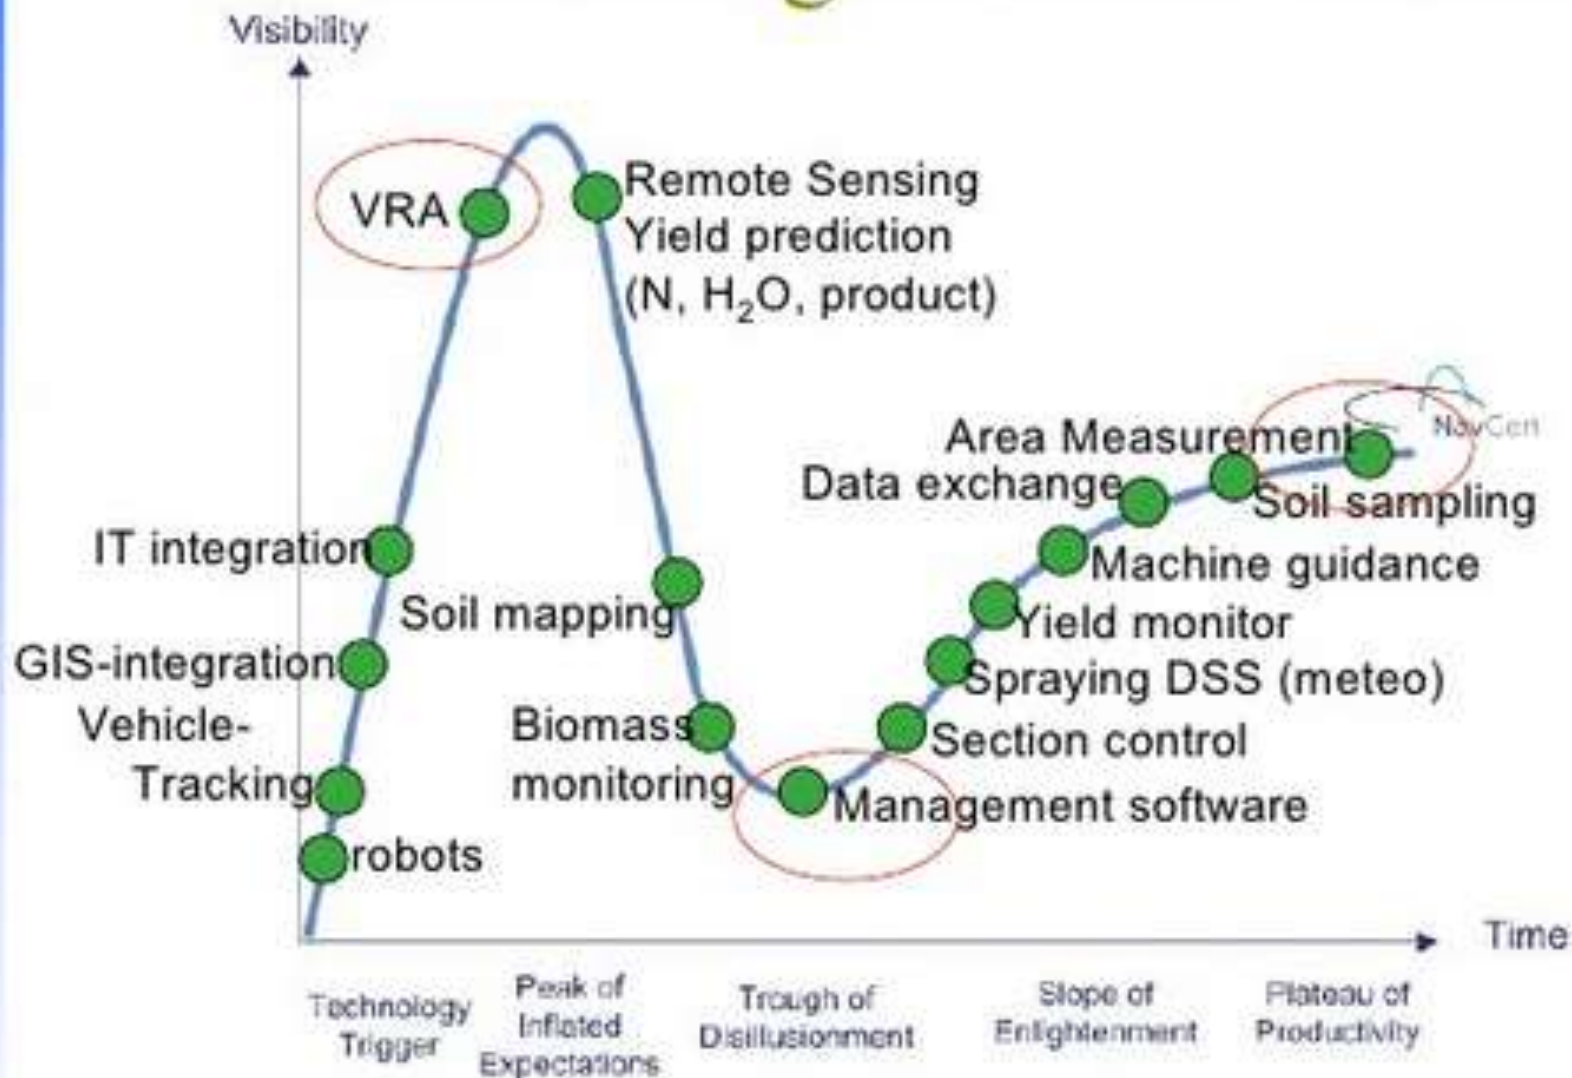 Visibility
VRA
Remote Sensing
Yield prediction
(N, H₂O, product)
Area Measurement
NavCert
Data exchange
Soil sampling
IT integration
Machine guidance
Soil mapping
Yield monitor
GIS-integration
Spraying DSS (meteo)
Vehicle-
Tracking
Biomass
monitoring
Section control
Management software
robots
Time
Technology
Trigger
Peak of
Inflated
Expectations
Trough of
Disillusionment
Slope of
Enlightenment
Plateau of
Productivity